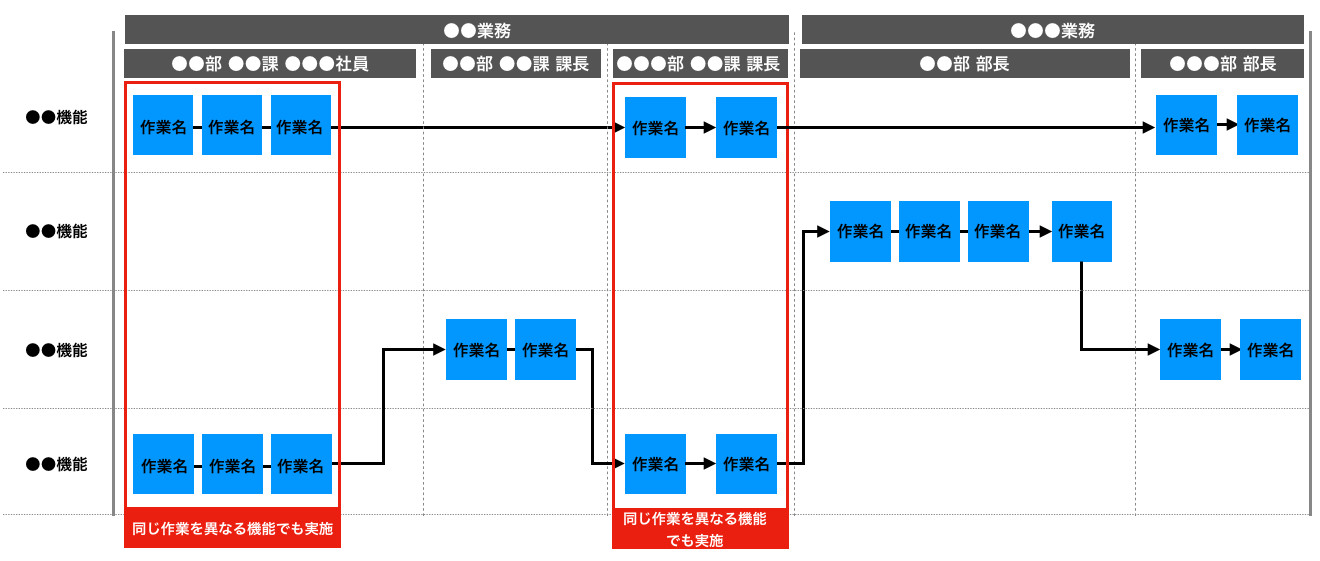 ●●業務
●●●業務
●●部 ●●課 ●●●社員
●●部 ●●課 課長
●●●部 ●●課 課長
●●部 部長
●●●部 部長
●●機能
作業名
作業名
作業名
作業名
作業名
作業名
作業名
●●機能
作業名
作業名
作業名
作業名
●●機能
作業名
作業名
作業名
作業名
●●機能
作業名
作業名
作業名
作業名
作業名
同じ作業を異なる機能でも実施
同じ作業を異なる機能
でも実施